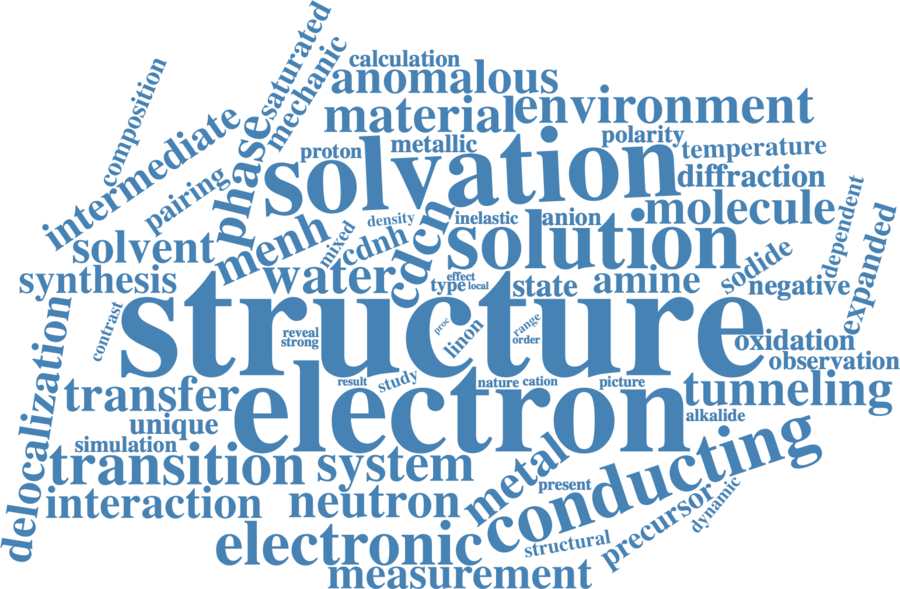 saturated
mechanic
calculation
anomalous
composition
intermediate
phase
material
environment
proton
metallic
solvation
polarity
temperature
diffraction
pairing
density
inelastic
anion
molecule
dependent
solvent
menh
mixed
cdnh
cdcn
solution
expanded
synthesis
water
effect
type
local
state
amine
sodide
negative
structure
contrast
reveal
strong
proc
linon
range
order
oxidation
observation
delocalization
transfer
result
study
nature
cation
picture
tunneling
electron
alkalide
unique
simulation
transition
system
metal
conducting
interaction
neutron
present
precursor
dynamic
electronic
structural
measurement